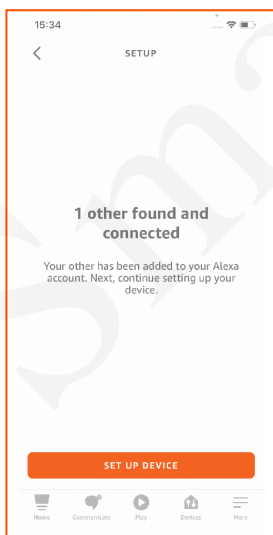 15:34
SETUP
1 other found and
connected
Your other has been added to your Alexa
account. Next, continue setting up your
device.
SET UP DEVICE
Home Communicate Play Devices More